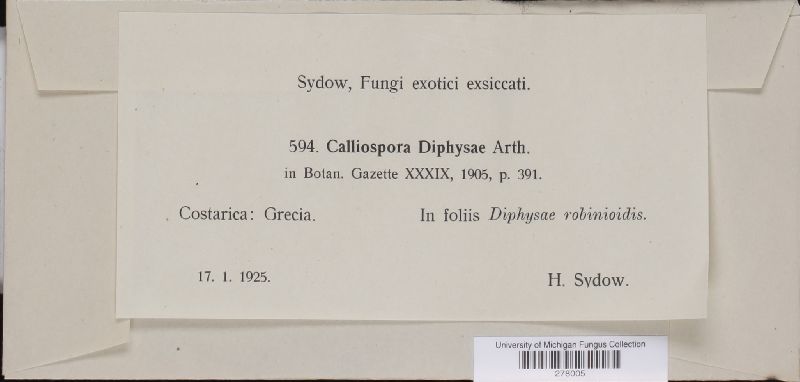 Sydow, Fungi exotici exsiccati.
594. Calliospora Diphysae Arth.
in Botan. Gazette XXXIX, 1905, p. 391.
Costarica: Grecia. In foliis Diphysae robinioidis.
17. 1. 1925. H. Sydow.
University of Michigan Fungus Collection
278005